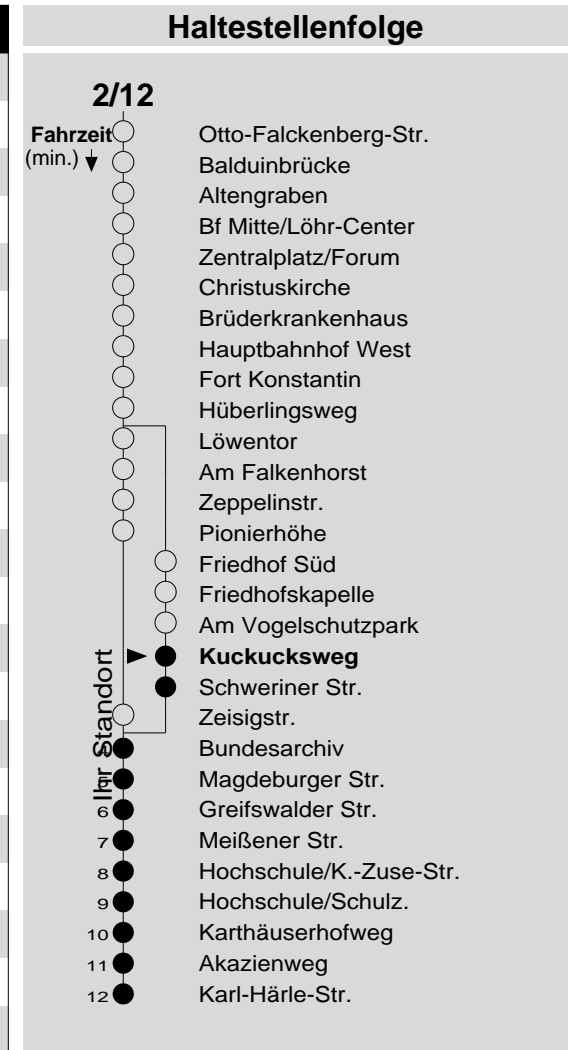 Haltestellenfolge
2/12
Fahrzeit
(min.)
Otto-Falckenberg-Str.
Balduinbrücke
Altengraben
Bf Mitte/Löhr-Center
Zentralplatz/Forum
Christuskirche
Brüderkrankenhaus
Hauptbahnhof West
Fort Konstantin
Hüberlingsweg
Löwentor
Am Falkenhorst
Zeppelinstr.
Pionierhöhe
Friedhof Süd
Friedhofskapelle
Am Vogelschutzpark
Ihr Standort
Kuckucksweg
Schweriner Str.
Zeisigstr.
Bundesarchiv
Magdeburger Str.
6 Greifswalder Str.
7 Meißener Str.
8 Hochschule/K.-Zuse-Str.
9 Hochschule/Schulz.
10 Karthäuserhofweg
11 Akazienweg
12 Karl-Härle-Str.